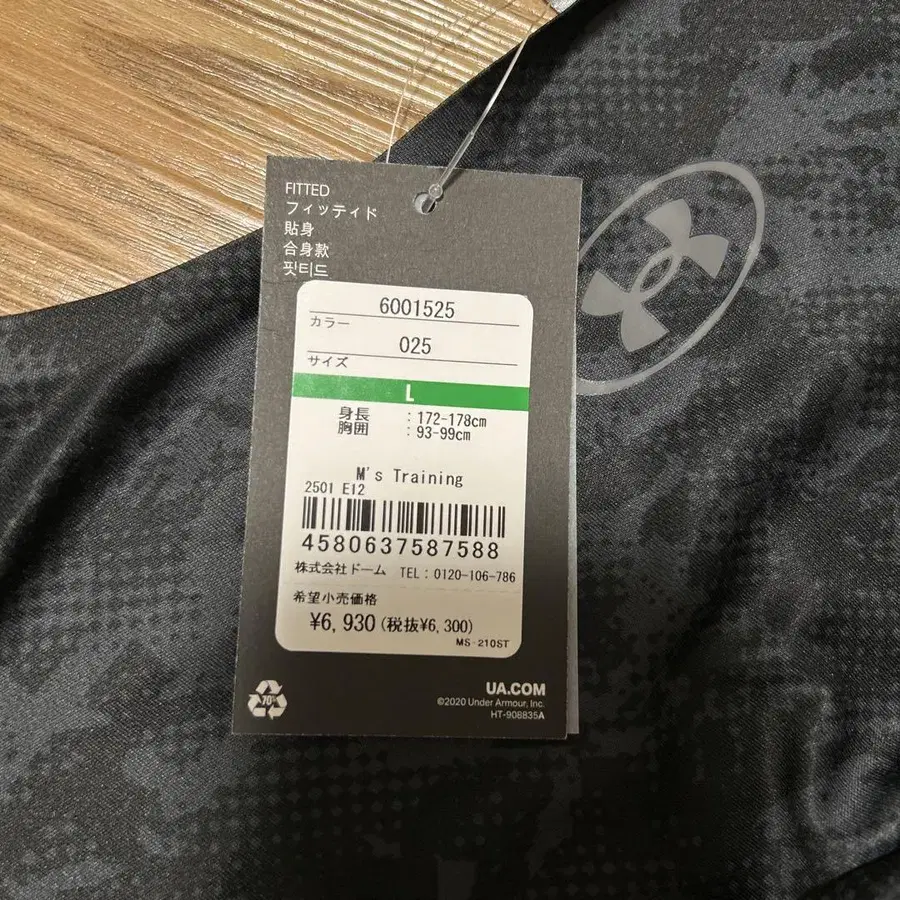 FITTED
フィッティド
貼身
合身款
핏티드
6001525
カラー
025
サイズ
L
身長 : 172-178cm
胸囲 : 93-99cm
M's Training
2501 E12
4580637587588
株式会社ドーム TEL : 0120-106-786
希望小売価格
¥6,930(税抜¥6,300)
MS-210ST
70%
UA.COM
©2020 Under Armour, Inc.
HT-908835A